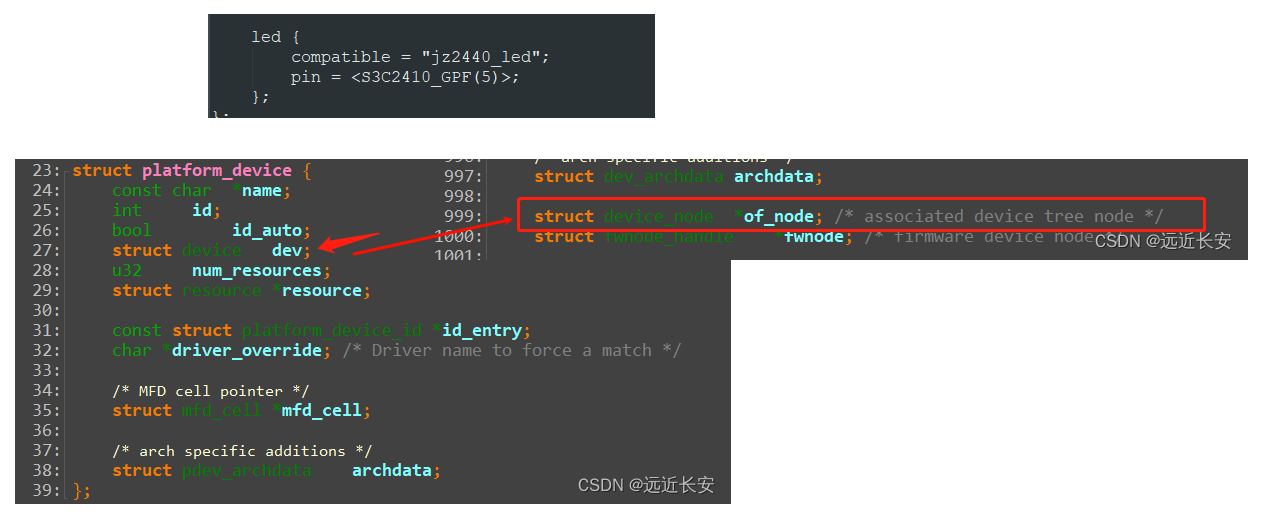 led {
compatible = "jz2440_led";
pin = <S3C2410_GPF(5)>;
};
};
23: struct platform_device {
24: const char *name;
25: int id;
26: bool id_auto;
27: struct device dev;
28: u32 num_resources;
29: struct resource *resource;
30:
31: const struct platform_device_id *id_entry;
32: char *driver_override; /* Driver name to force a match */
33:
34: /* MFD cell pointer */
35: struct mfd_cell *mfd_cell;
36:
37: /* arch specific additions */
38: struct pdev_archdata archdata;
39: };
CSDN @远近长安
996: /* arch specific additions */
997: struct dev_archdata archdata;
998:
999: struct device_node *of_node; /* associated device tree node */
1000: struct fwnode_handle *fwnode; /* firmware device node */
1001:
CSDN @远近长安